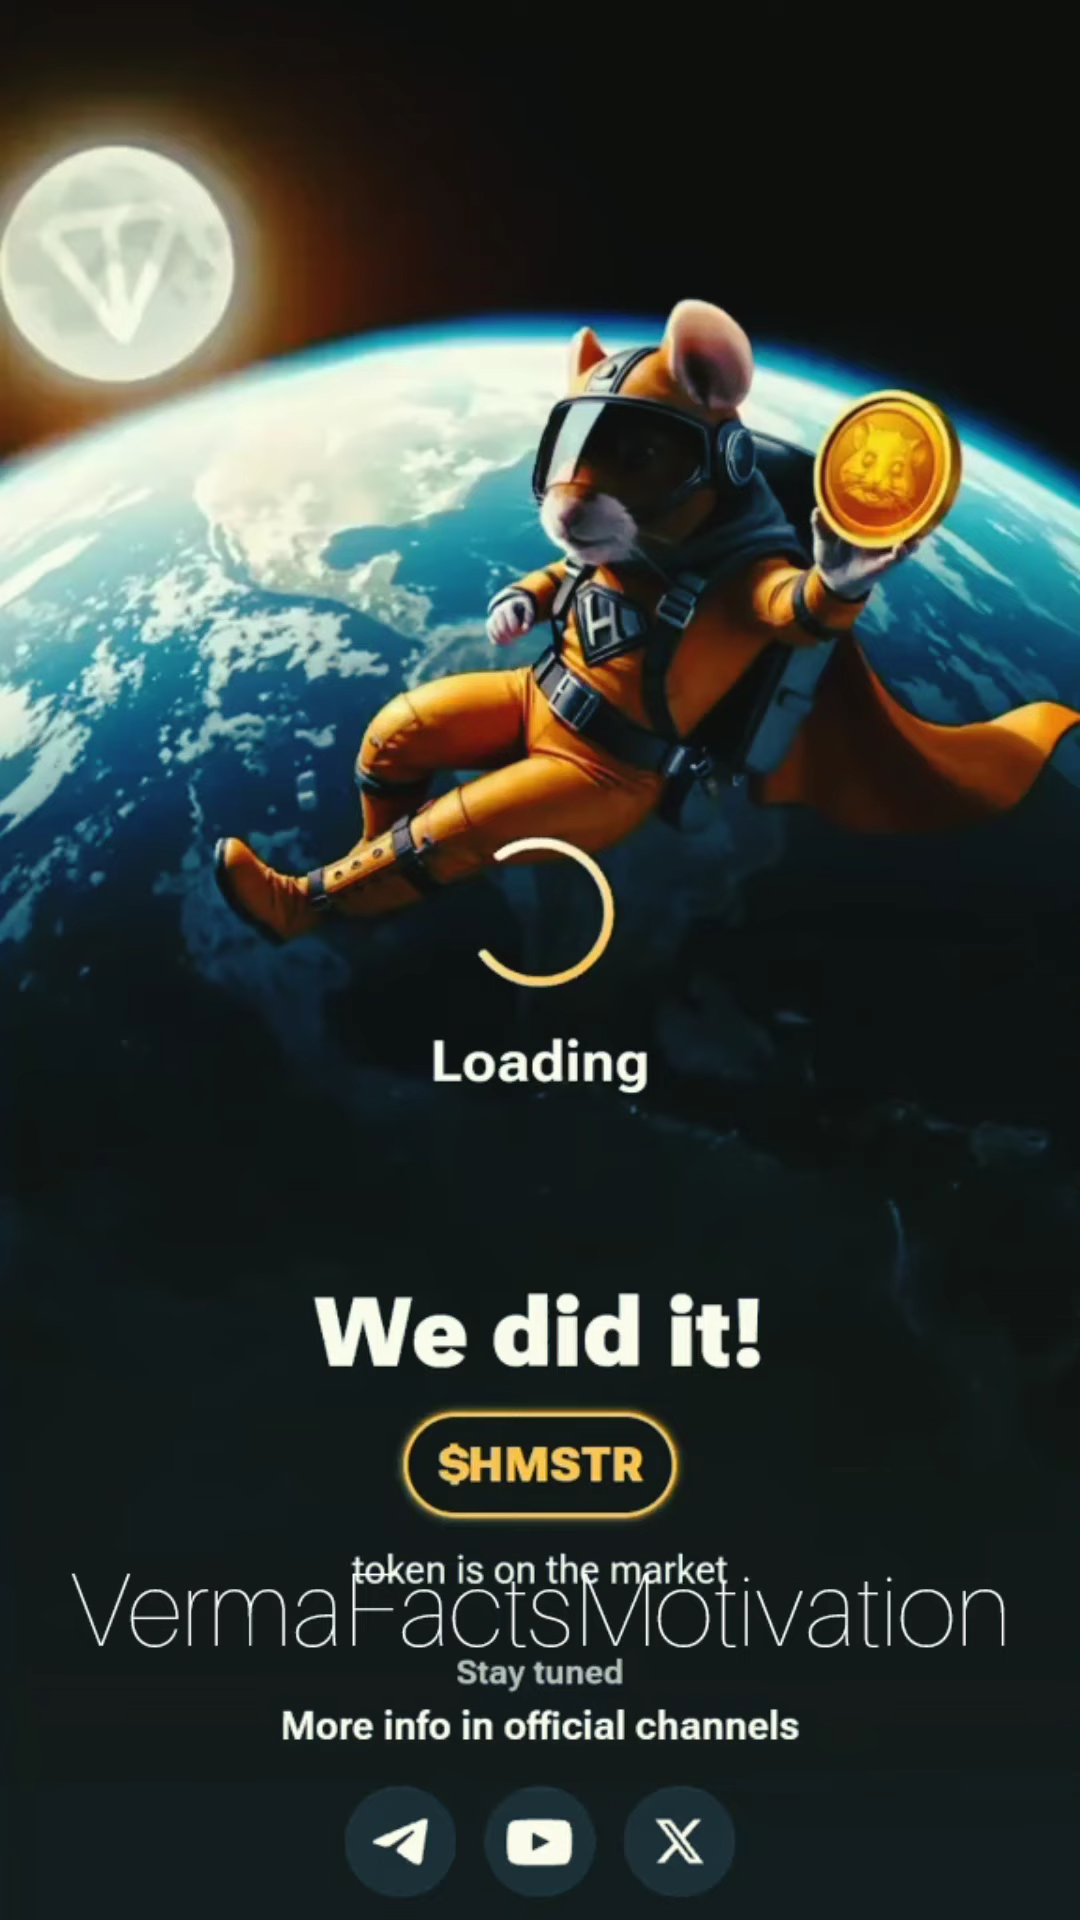 H
Loading
We did it!
$HMSTR
token is on the market
VermaFactsMotivation
Stay tuned
More info in official channels